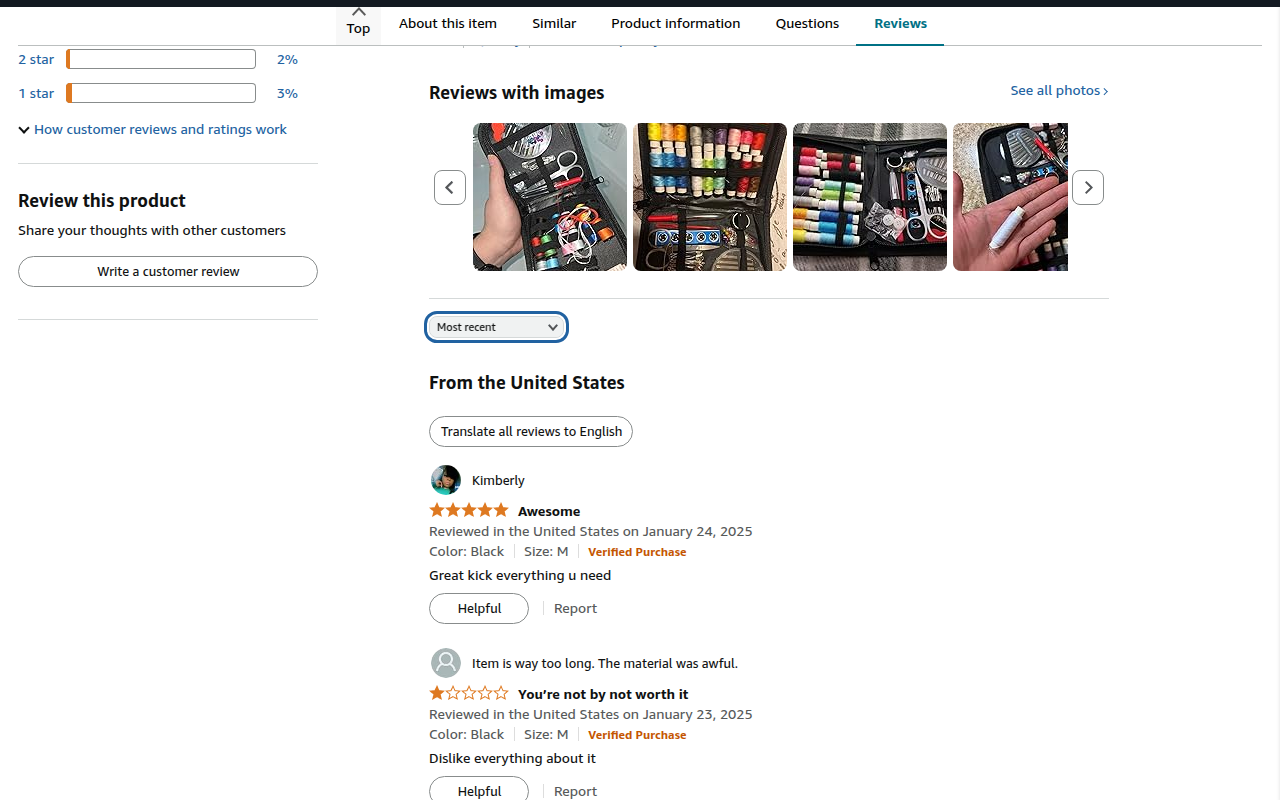 Top
About this item
Similar
Product information
Questions
Reviews
2 star
2%
1 star
3%
How customer reviews and ratings work
Review this product
Share your thoughts with other customers
Write a customer review
Reviews with images
See all photos
Most recent
From the United States
Translate all reviews to English
Kimberly
Awesome
Reviewed in the United States on January 24, 2025
Color: Black
Size: M
Verified Purchase
Great kick everything u need
Helpful
Report
Item is way too long. The material was awful.
You’re not by not worth it
Reviewed in the United States on January 23, 2025
Color: Black
Size: M
Verified Purchase
Dislike everything about it
Helpful
Report